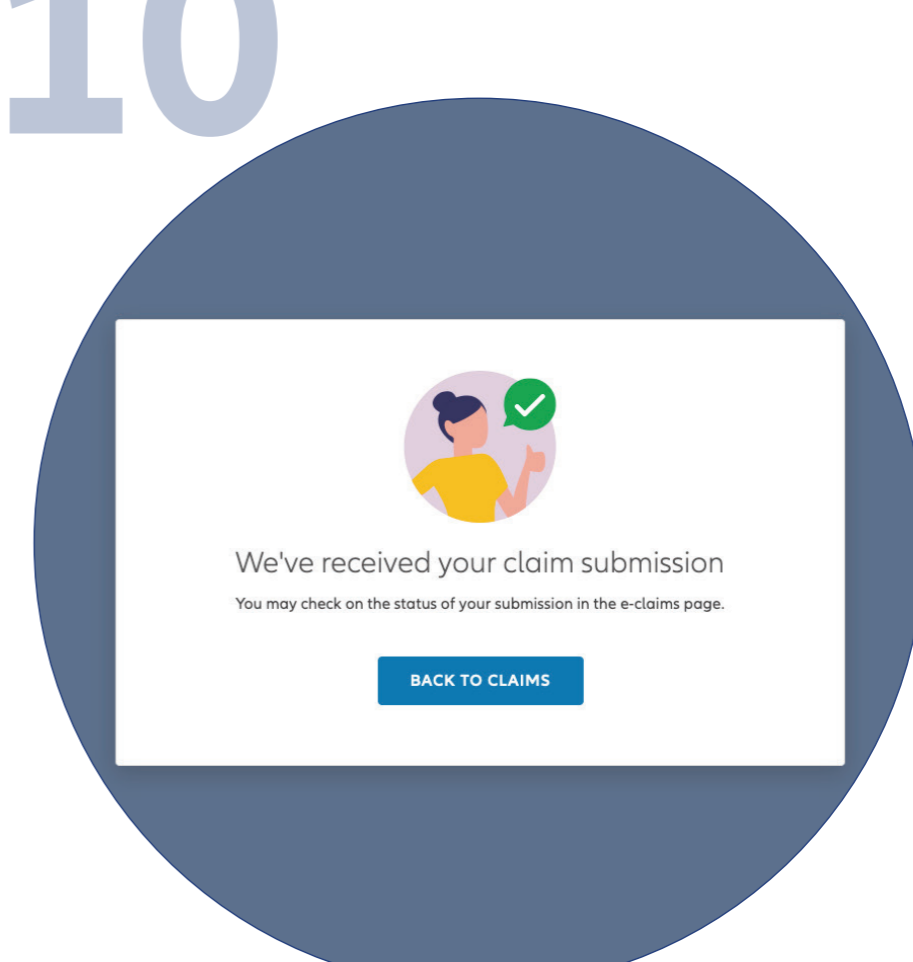 10
We've received your claim submission
You may check on the status of your submission in the e-claims page.
BACK TO CLAIMS